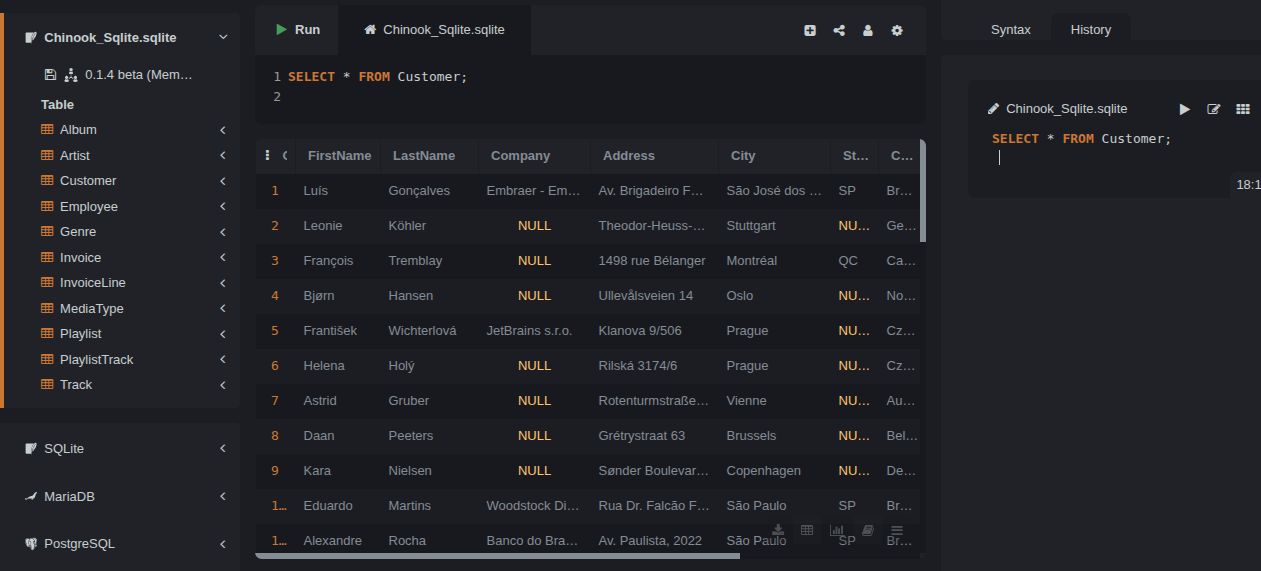 Chinook_Sqlite.sqlite
0.1.4 beta (Mem…
Table
Album
Artist
Customer
Employee
Genre
Invoice
InvoiceLine
MediaType
Playlist
PlaylistTrack
Track
SQLite
MariaDB
PostgreSQL
Run Chinook_Sqlite.sqlite
1 SELECT * FROM Customer;
2
FirstName LastName Company Address City St… C…
1 Luís Gonçalves Embraer - Em… Av. Brigadeiro F… São José dos … SP Br…
2 Leonie Köhler NULL Theodor-Heuss-… Stuttgart NU… Ge…
3 François Tremblay NULL 1498 rue Bélanger Montréal QC Ca…
4 Bjørn Hansen NULL Ullevålsveien 14 Oslo NU… No…
5 František Wichterlová JetBrains s.r.o. Klanova 9/506 Prague NU… Cz…
6 Helena Holý NULL Rilská 3174/6 Prague NU… Cz…
7 Astrid Gruber NULL Rotenturmstraße… Vienne NU… Au…
8 Daan Peeters NULL Grétrystraat 63 Brussels NU… Bel…
9 Kara Nielsen NULL Sønder Boulevar… Copenhagen NU… De…
1… Eduardo Martins Woodstock Di… Rua Dr. Falcão F… São Paulo SP Br…
1… Alexandre Rocha Banco do Bra… Av. Paulista, 2022 São Paulo SP Br…
Syntax History
Chinook_Sqlite.sqlite
SELECT * FROM Customer;
18:1